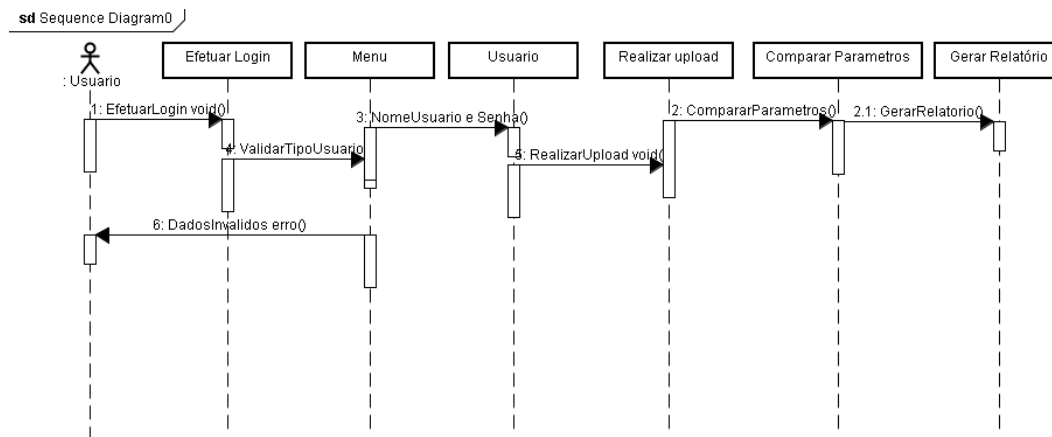 sd Sequence Diagram0
: Usuario
Efetuar Login
Menu
Usuario
Realizar upload
Comparar Parametros
Gerar Relatório
1: EfetuarLogin void()
3: NomeUsuario e Senha()
2: CompararParametros()
2.1: GerarRelatorio()
4: ValidarTipoUsuario
5: RealizarUpload void()
6: DadosInvalidos erro()